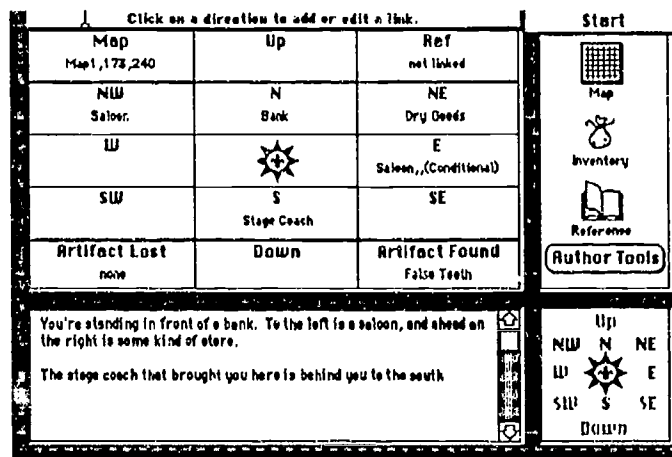 Click on a direction to add or edit a link.
Start
Map
Map1,173,240
Up
Ref
not linked
NW
Saloon.
N
Bank
NE
Dry Goods
W
E
Saloon,,(Conditional)
SW
S
Stage Coach
SE
Artifact Lost
none
Down
Artifact Found
False Teeth
Map
Inventory
Reference
Author Tools
You're standing in front of a bank. To the left is a saloon, and ahead on
the right is some kind of store.
The stage coach that brought you here is behind you to the south
Up
NW N NE
W E
SW S SE
Down